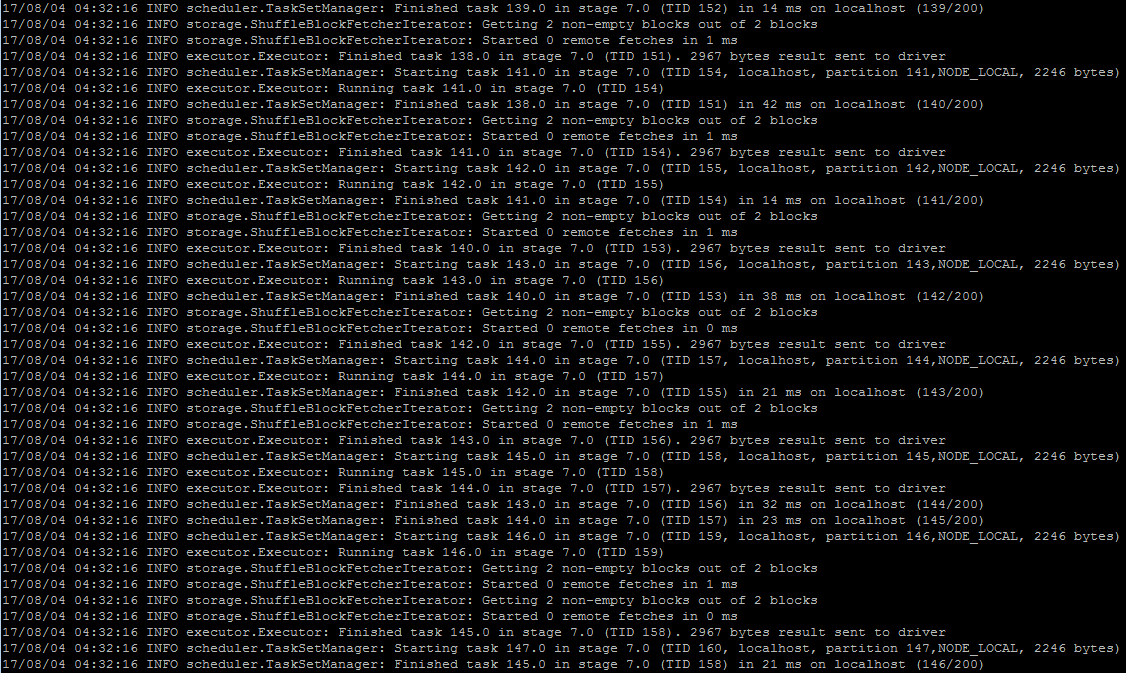 17/08/04 04:32:16 INFO scheduler.TaskSetManager: Finished task 139.0 in stage 7.0 (TID 152) in 14 ms on localhost (139/200)
17/08/04 04:32:16 INFO storage.ShuffleBlockFetcherIterator: Getting 2 non-empty blocks out of 2 blocks
17/08/04 04:32:16 INFO storage.ShuffleBlockFetcherIterator: Started 0 remote fetches in 1 ms
17/08/04 04:32:16 INFO executor.Executor: Finished task 138.0 in stage 7.0 (TID 151). 2967 bytes result sent to driver
17/08/04 04:32:16 INFO scheduler.TaskSetManager: Starting task 141.0 in stage 7.0 (TID 154, localhost, partition 141,NODE_LOCAL, 2246 bytes)
17/08/04 04:32:16 INFO executor.Executor: Running task 141.0 in stage 7.0 (TID 154)
17/08/04 04:32:16 INFO scheduler.TaskSetManager: Finished task 138.0 in stage 7.0 (TID 151) in 42 ms on localhost (140/200)
17/08/04 04:32:16 INFO storage.ShuffleBlockFetcherIterator: Getting 2 non-empty blocks out of 2 blocks
17/08/04 04:32:16 INFO storage.ShuffleBlockFetcherIterator: Started 0 remote fetches in 1 ms
17/08/04 04:32:16 INFO executor.Executor: Finished task 141.0 in stage 7.0 (TID 154). 2967 bytes result sent to driver
17/08/04 04:32:16 INFO scheduler.TaskSetManager: Starting task 142.0 in stage 7.0 (TID 155, localhost, partition 142,NODE_LOCAL, 2246 bytes)
17/08/04 04:32:16 INFO executor.Executor: Running task 142.0 in stage 7.0 (TID 155)
17/08/04 04:32:16 INFO scheduler.TaskSetManager: Finished task 141.0 in stage 7.0 (TID 154) in 14 ms on localhost (141/200)
17/08/04 04:32:16 INFO storage.ShuffleBlockFetcherIterator: Getting 2 non-empty blocks out of 2 blocks
17/08/04 04:32:16 INFO storage.ShuffleBlockFetcherIterator: Started 0 remote fetches in 1 ms
17/08/04 04:32:16 INFO executor.Executor: Finished task 140.0 in stage 7.0 (TID 153). 2967 bytes result sent to driver
17/08/04 04:32:16 INFO scheduler.TaskSetManager: Starting task 143.0 in stage 7.0 (TID 156, localhost, partition 143,NODE_LOCAL, 2246 bytes)
17/08/04 04:32:16 INFO executor.Executor: Running task 143.0 in stage 7.0 (TID 156)
17/08/04 04:32:16 INFO scheduler.TaskSetManager: Finished task 140.0 in stage 7.0 (TID 153) in 38 ms on localhost (142/200)
17/08/04 04:32:16 INFO storage.ShuffleBlockFetcherIterator: Getting 2 non-empty blocks out of 2 blocks
17/08/04 04:32:16 INFO storage.ShuffleBlockFetcherIterator: Started 0 remote fetches in 0 ms
17/08/04 04:32:16 INFO executor.Executor: Finished task 142.0 in stage 7.0 (TID 155). 2967 bytes result sent to driver
17/08/04 04:32:16 INFO scheduler.TaskSetManager: Starting task 144.0 in stage 7.0 (TID 157, localhost, partition 144,NODE_LOCAL, 2246 bytes)
17/08/04 04:32:16 INFO executor.Executor: Running task 144.0 in stage 7.0 (TID 157)
17/08/04 04:32:16 INFO scheduler.TaskSetManager: Finished task 142.0 in stage 7.0 (TID 155) in 21 ms on localhost (143/200)
17/08/04 04:32:16 INFO storage.ShuffleBlockFetcherIterator: Getting 2 non-empty blocks out of 2 blocks
17/08/04 04:32:16 INFO storage.ShuffleBlockFetcherIterator: Started 0 remote fetches in 1 ms
17/08/04 04:32:16 INFO executor.Executor: Finished task 143.0 in stage 7.0 (TID 156). 2967 bytes result sent to driver
17/08/04 04:32:16 INFO scheduler.TaskSetManager: Starting task 145.0 in stage 7.0 (TID 158, localhost, partition 145,NODE_LOCAL, 2246 bytes)
17/08/04 04:32:16 INFO executor.Executor: Running task 145.0 in stage 7.0 (TID 158)
17/08/04 04:32:16 INFO executor.Executor: Finished task 144.0 in stage 7.0 (TID 157). 2967 bytes result sent to driver
17/08/04 04:32:16 INFO scheduler.TaskSetManager: Finished task 143.0 in stage 7.0 (TID 156) in 32 ms on localhost (144/200)
17/08/04 04:32:16 INFO scheduler.TaskSetManager: Finished task 144.0 in stage 7.0 (TID 157) in 23 ms on localhost (145/200)
17/08/04 04:32:16 INFO scheduler.TaskSetManager: Starting task 146.0 in stage 7.0 (TID 159, localhost, partition 146,NODE_LOCAL, 2246 bytes)
17/08/04 04:32:16 INFO executor.Executor: Running task 146.0 in stage 7.0 (TID 159)
17/08/04 04:32:16 INFO storage.ShuffleBlockFetcherIterator: Getting 2 non-empty blocks out of 2 blocks
17/08/04 04:32:16 INFO storage.ShuffleBlockFetcherIterator: Started 0 remote fetches in 1 ms
17/08/04 04:32:16 INFO storage.ShuffleBlockFetcherIterator: Getting 2 non-empty blocks out of 2 blocks
17/08/04 04:32:16 INFO storage.ShuffleBlockFetcherIterator: Started 0 remote fetches in 0 ms
17/08/04 04:32:16 INFO executor.Executor: Finished task 145.0 in stage 7.0 (TID 158). 2967 bytes result sent to driver
17/08/04 04:32:16 INFO scheduler.TaskSetManager: Starting task 147.0 in stage 7.0 (TID 160, localhost, partition 147,NODE_LOCAL, 2246 bytes)
17/08/04 04:32:16 INFO scheduler.TaskSetManager: Finished task 145.0 in stage 7.0 (TID 158) in 21 ms on localhost (146/200)